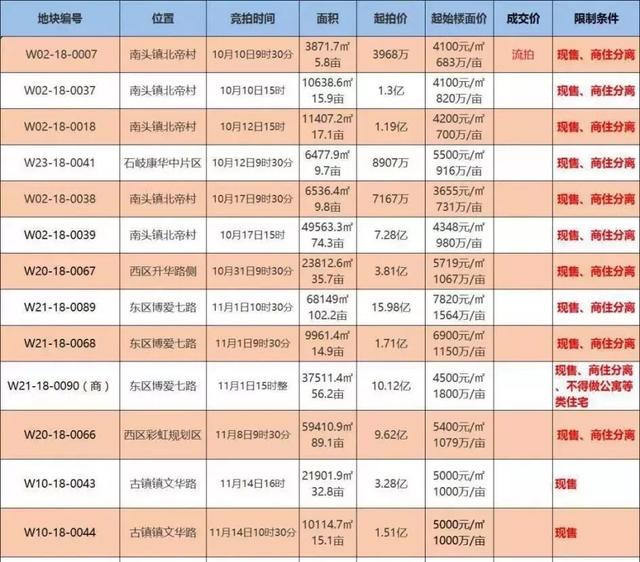 地块编号 位置 竞拍时间 面积 起拍价 起始楼面价 成交价 限制条件
W02-18-0007 南头镇北帝村 10月10日9时30分 3871.7㎡ 3968万 4100元/㎡ 流拍 现售、商住分离
5.8亩 683万/亩
W02-18-0037 南头镇北帝村 10月10日15时 10638.6㎡ 1.3亿 4100元/㎡ 现售、商住分离
15.9亩 820万/亩
W02-18-0018 南头镇北帝村 10月12日15时 11407.2㎡ 1.19亿 4200元/㎡ 现售、商住分离
17.1亩 700万/亩
W23-18-0041 石岐康华中片区 10月12日9时30分 6477.9㎡ 8907万 5500元/㎡ 现售、商住分离
9.7亩 916万/亩
W02-18-0038 南头镇北帝村 10月17日9时30分 6536.4㎡ 7167万 3655元/㎡ 现售、商住分离
9.8亩 731万/亩
W02-18-0039 南头镇北帝村 10月17日15时 49563.3㎡ 7.28亿 4348元/㎡ 现售、商住分离
74.3亩 980万/亩
W20-18-0067 西区升华路侧 10月31日9时30分 23812.6㎡ 3.81亿 5719元/㎡ 现售、商住分离
35.7亩 1067万/亩
W21-18-0089 东区博爱七路 11月1日10时30分 68149㎡ 15.98亿 7820元/㎡ 现售、商住分离
102.2亩 1564万/亩
W21-18-0068 东区博爱七路 11月1日9时30分 9961.4㎡ 1.71亿 6900元/㎡ 现售、商住分离
14.9亩 1150万/亩
W21-18-0090（商） 东区博爱七路 11月1日15时整 37511.4㎡ 10.12亿 4500元/㎡ 现售、商住分离
56.2亩 1800万/亩 、不得做公寓等
类住宅
W20-18-0066 西区彩虹规划区 11月8日9时30分 59410.9㎡ 9.62亿 5400元/㎡ 现售、商住分离
89.1亩 1079万/亩
W10-18-0043 古镇镇文华路 11月14日16时 21901.9㎡ 3.28亿 5000元/㎡ 现售
32.8亩 1000万/亩
W10-18-0044 古镇镇文华路 11月14日10时30分 10114.7㎡ 1.51亿 5000元/㎡ 现售
15.1亩 1000万/亩